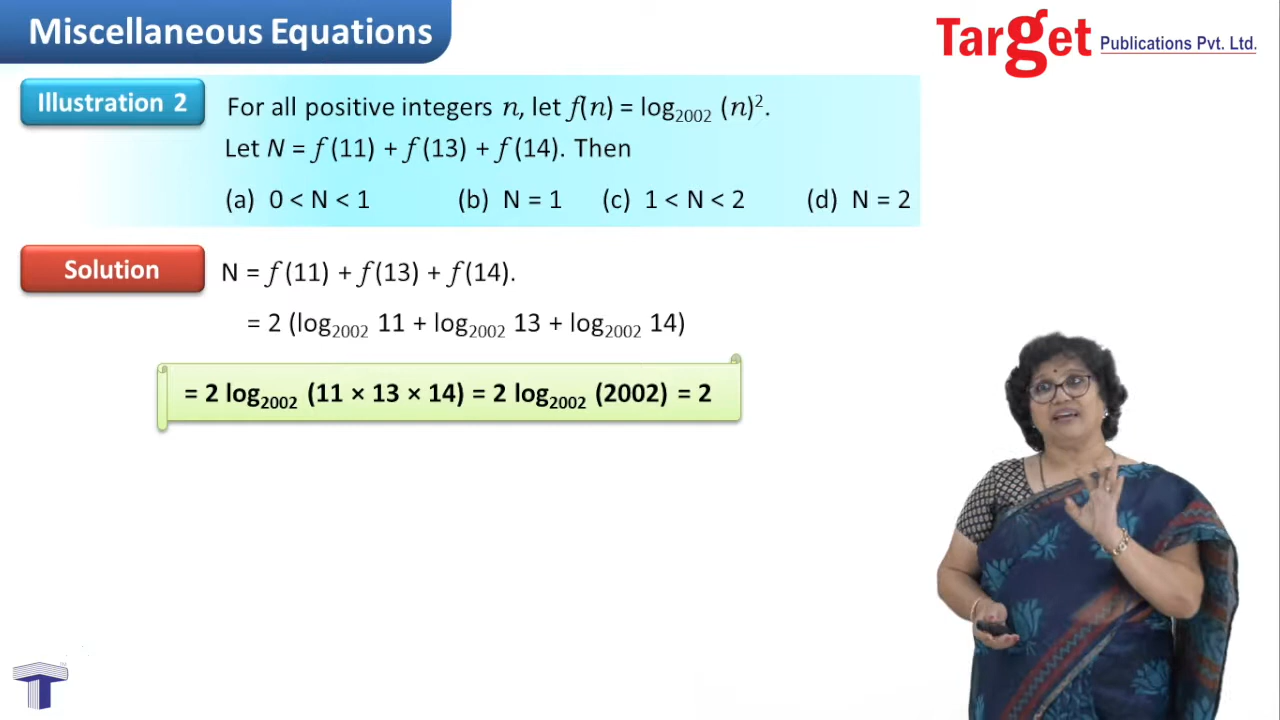 Miscellaneous Equations
Target Publications Pvt. Ltd.
Illustration 2
For all positive integers n, let f(n) = log₂₀₀₂ (n)².
Let N = f (11) + f (13) + f (14). Then
(a) 0 < N < 1 (b) N = 1 (c) 1 < N < 2 (d) N = 2
Solution
N = f (11) + f (13) + f (14).
= 2 (log₂₀₀₂ 11 + log₂₀₀₂ 13 + log₂₀₀₂ 14)
= 2 log₂₀₀₂ (11 × 13 × 14) = 2 log₂₀₀₂ (2002) = 2